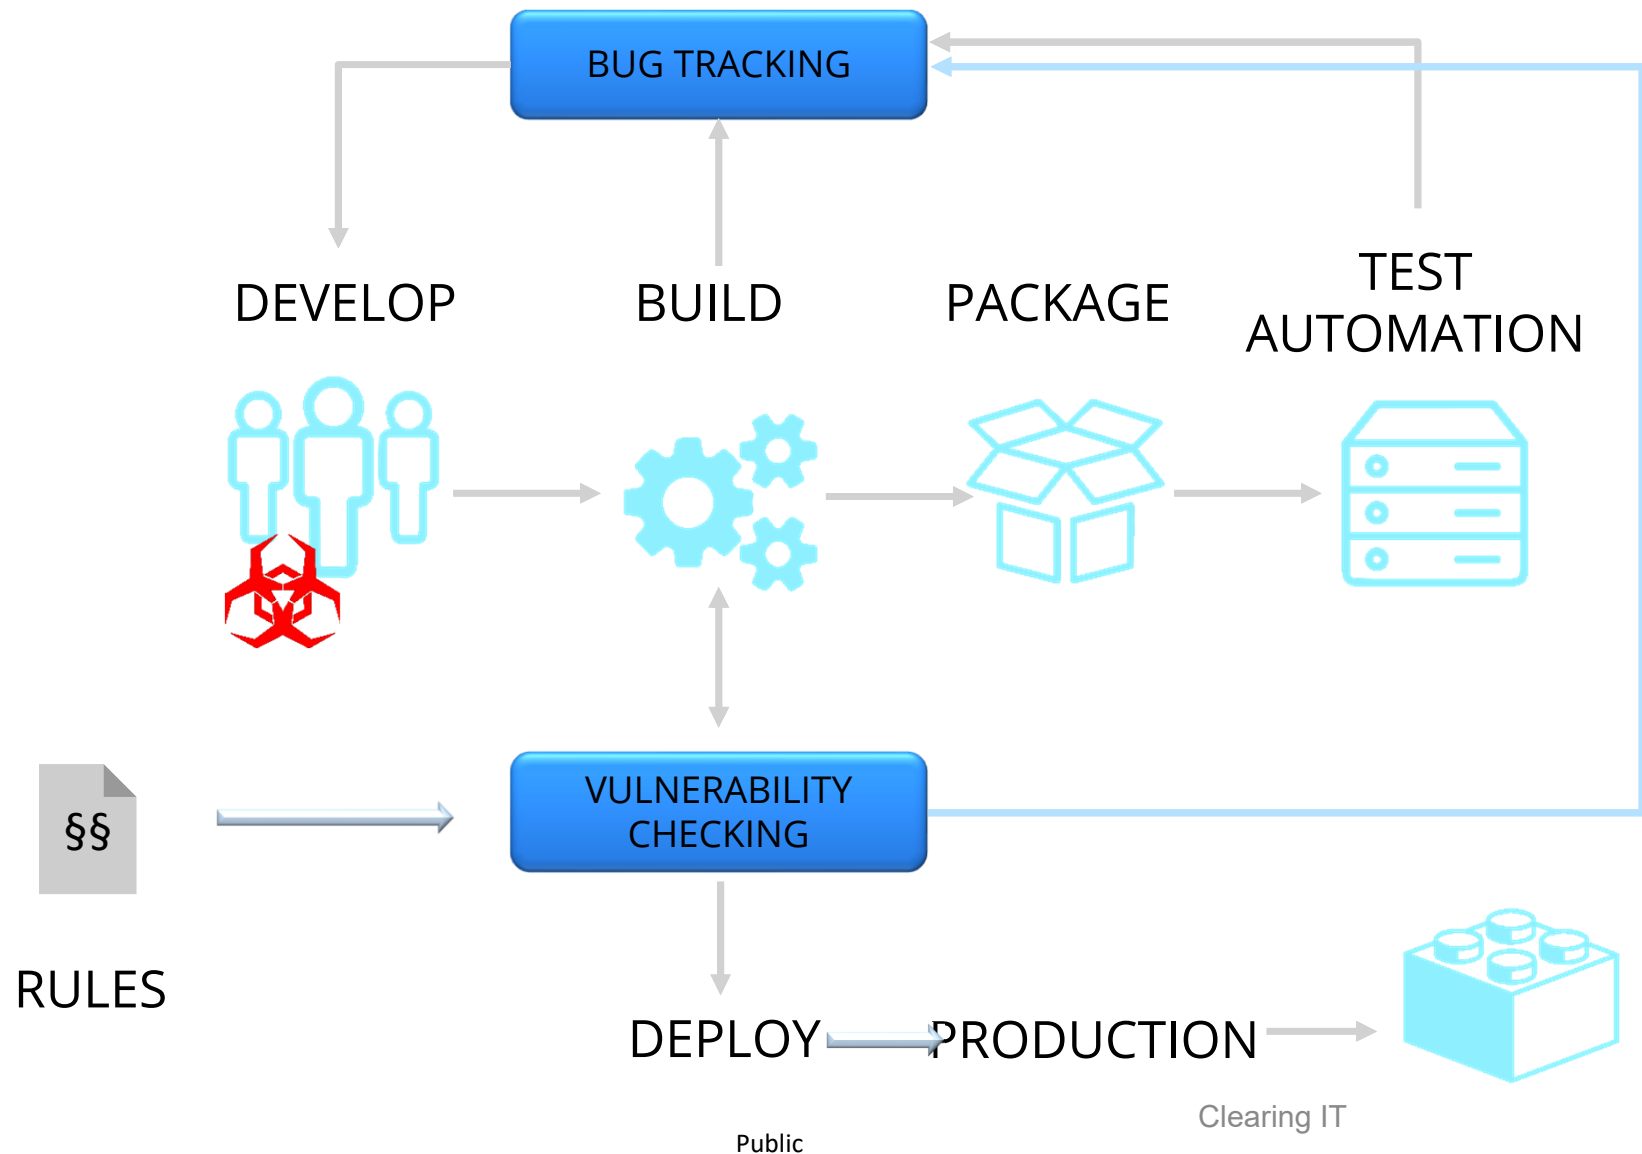 BUG TRACKING
DEVELOP
BUILD
PACKAGE
TEST
AUTOMATION
§§
RULES
VULNERABILITY
CHECKING
DEPLOY
PRODUCTION
Clearing IT
Public